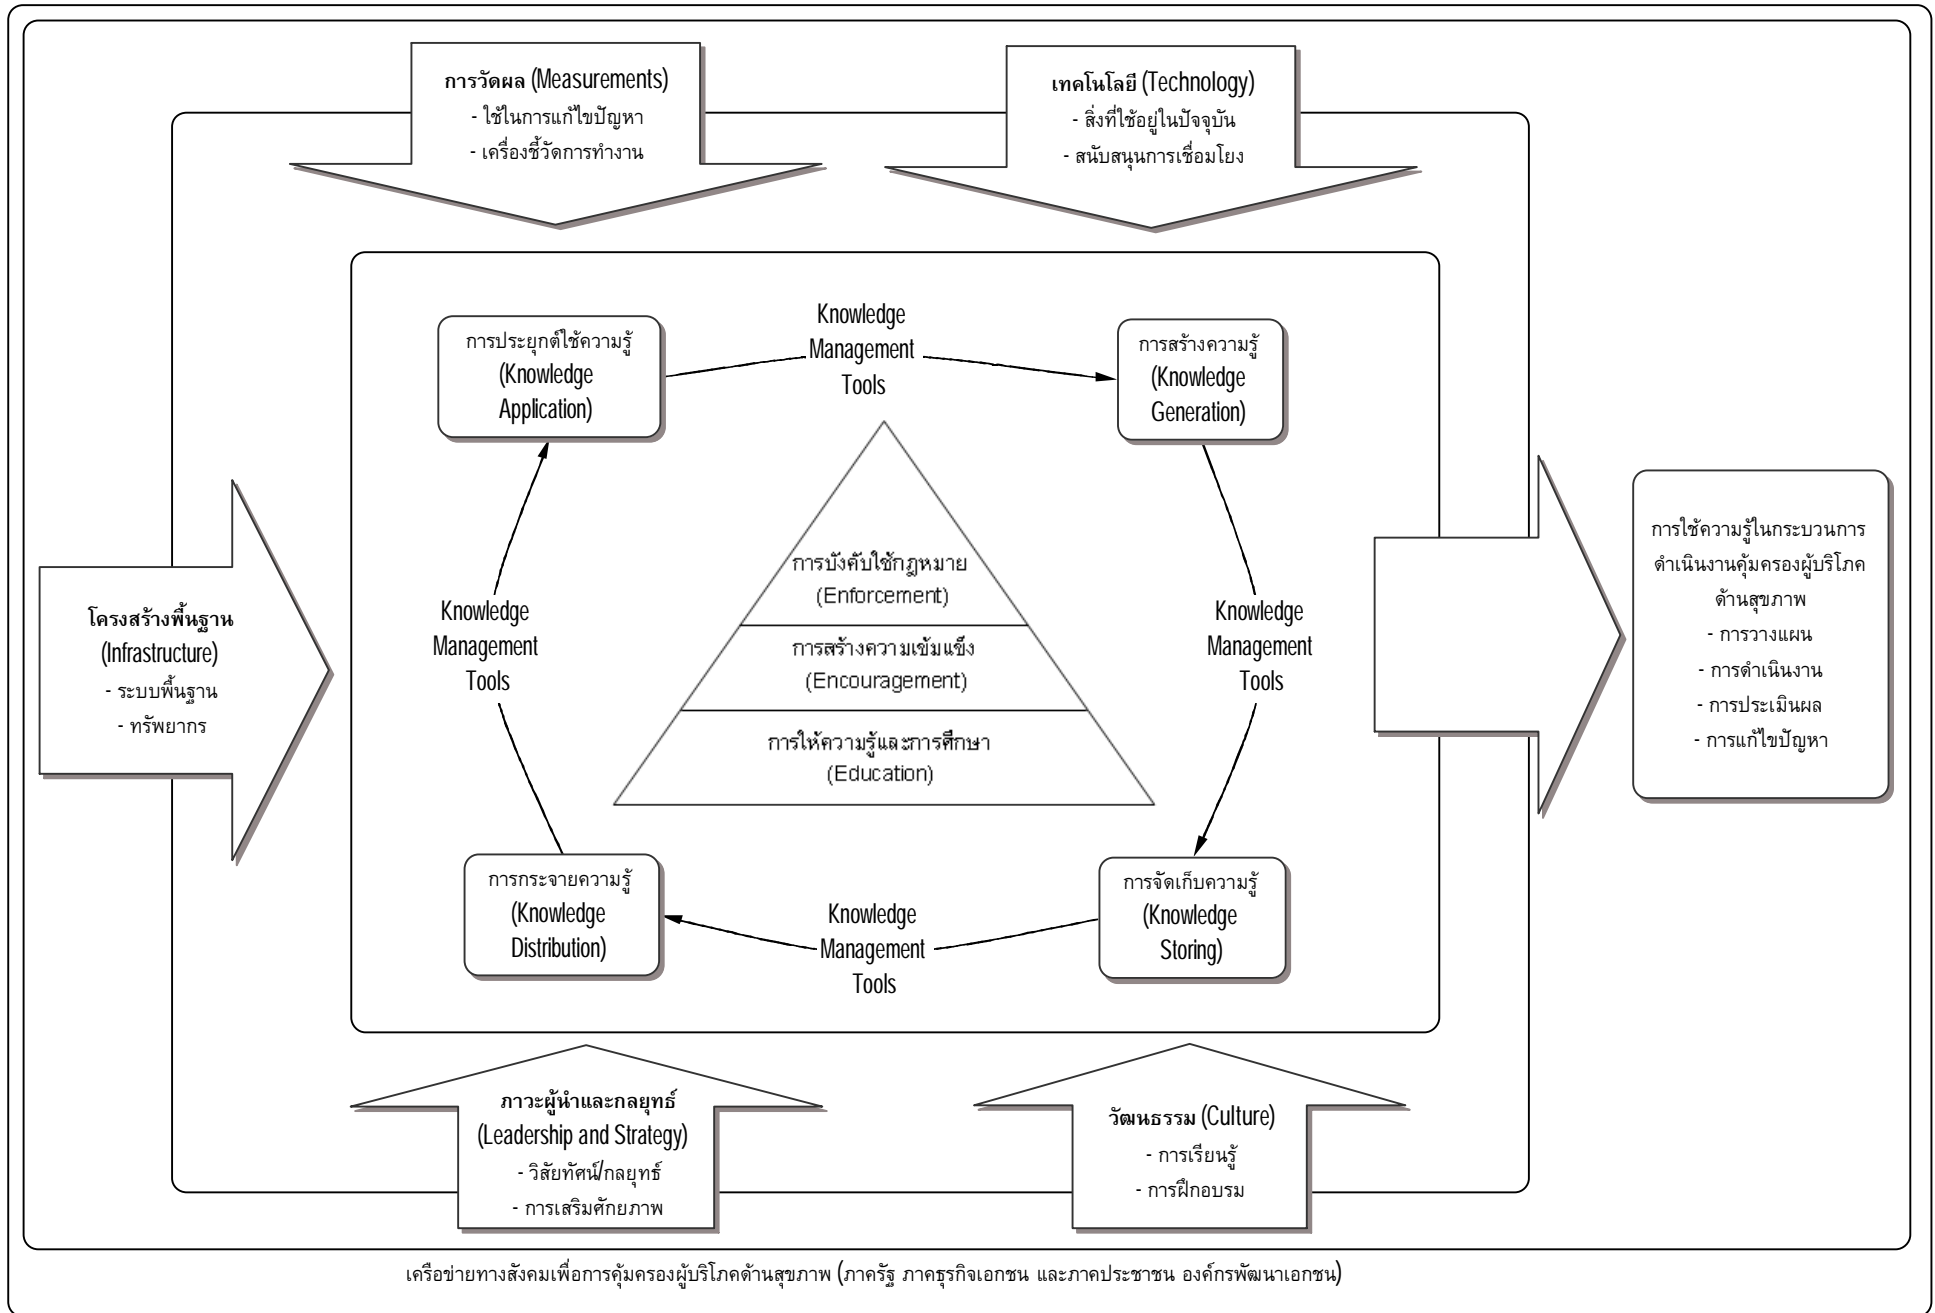 การวัดผล (Measurements)
- ใช้ในการแก้ไขปัญหา
- เครื่องชี้วัดการทำงาน
เทคโนโลยี (Technology)
- สิ่งที่ใช้อยู่ในปัจจุบัน
- สนับสนุนการเชื่อมโยง
การประยุกต์ใช้ความรู้
(Knowledge
Application)
Knowledge
Management
Tools
การสร้างความรู้
(Knowledge
Generation)
โครงสร้างพื้นฐาน
(Infrastructure)
- ระบบพื้นฐาน
- ทรัพยากร
Knowledge
Management
Tools
การบังคับใช้กฎหมาย
(Enforcement)
การสร้างความเข้มแข็ง
(Encouragement)
การให้ความรู้และการศึกษา
(Education)
Knowledge
Management
Tools
การใช้ความรู้ในกระบวนการ
ดำเนินงานคุ้มครองผู้บริโภค
ด้านสุขภาพ
- การวางแผน
- การดำเนินงาน
- การประเมินผล
- การแก้ไขปัญหา
การกระจายความรู้
(Knowledge
Distribution)
Knowledge
Management
Tools
การจัดเก็บความรู้
(Knowledge
Storing)
ภาวะผู้นำและกลยุทธ์
(Leadership and Strategy)
- วิสัยทัศน์/กลยุทธ์
- การเสริมศักยภาพ
วัฒนธรรม (Culture)
- การเรียนรู้
- การฝึกอบรม
เครือข่ายทางสังคมเพื่อการคุ้มครองผู้บริโภคด้านสุขภาพ (ภาครัฐ ภาคธุรกิจเอกชน และภาคประชาชน องค์กรพัฒนาเอกชน)